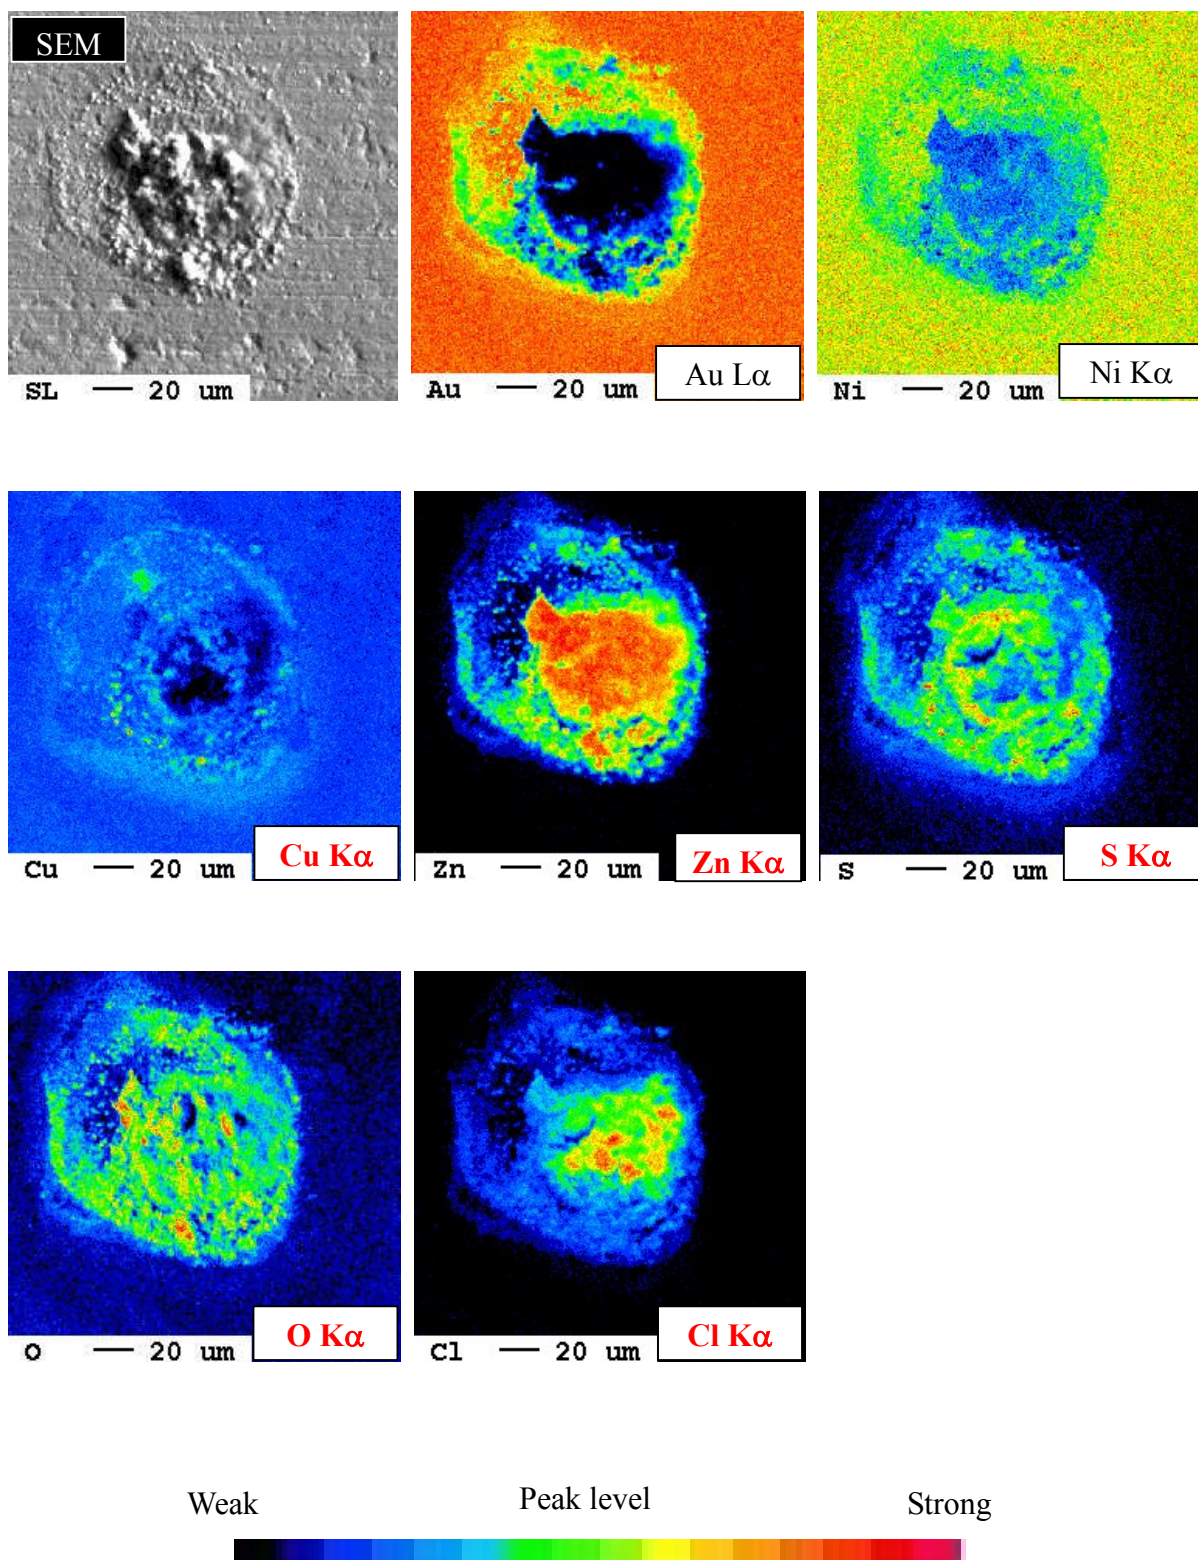 SEM
SL 20 um
Au 20 um
Au Lα
Ni 20 um
Ni Kα
Cu 20 um
Cu Kα
Zn 20 um
Zn Kα
S 20 um
S Kα
O 20 um
O Kα
Cl 20 um
Cl Kα
Weak Peak level Strong